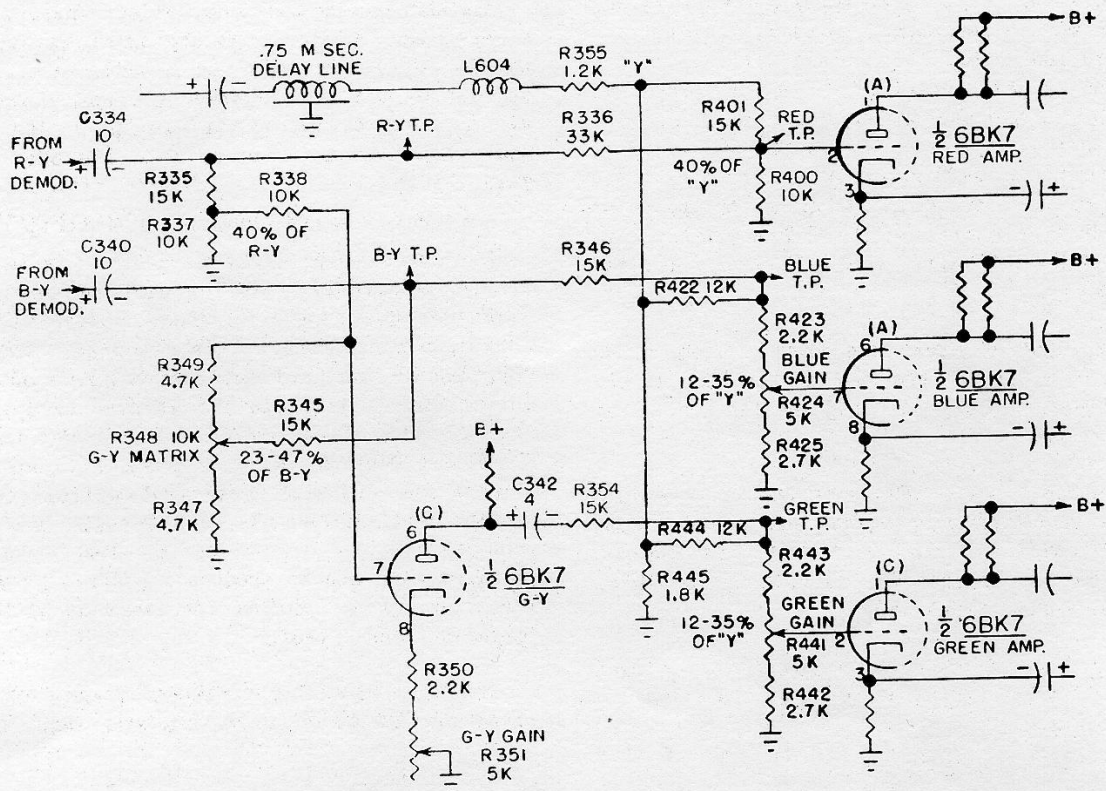 .75 M SEC.
DELAY LINE
+ -
L604
R355
1.2K
"Y"
B+
C334
10
FROM
R-Y
DEMOD.
+ -
R-Y T.P.
R336
33K
R401
15K
RED
T.P.
(A)
1
2
3
½ 6BK7
RED AMP.
- +
R335
15K
R338
10K
40% OF
"Y"
R400
10K
R337
10K
40% OF
R-Y
C340
10
FROM
B-Y
DEMOD.
+ -
B-Y T.P.
R346
15K
BLUE
T.P.
B+
R422 12K
R423
2.2K
(A)
6
7
8
½ 6BK7
BLUE AMP.
- +
BLUE
GAIN
12-35%
OF "Y"
R424
5K
R425
2.7K
R349
4.7K
R345
15K
R348 10K
G-Y MATRIX
23-47%
OF B-Y
R347
4.7K
B+
C342
4
+ -
R354
15K
GREEN
T.P.
B+
(C)
6
7
8
½ 6BK7
G-Y
R444 12K
R445
1.8K
R443
2.2K
(C)
1
2
3
½ 6BK7
GREEN AMP.
- +
GREEN
GAIN
12-35%
OF "Y"
R441
5K
R442
2.7K
R350
2.2K
G-Y GAIN
R351
5K